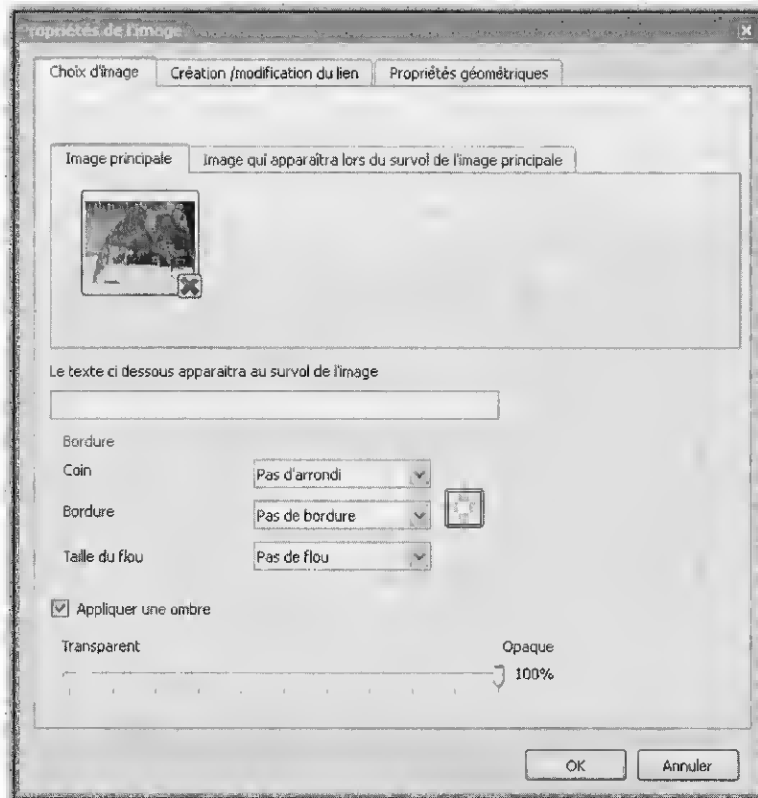 Propriétés de l'image
Choix d'image Création /modification du lien Propriétés géométriques
Image principale Image qui apparaîtra lors du survol de l'image principale
Le texte ci dessous apparaitra au survol de l'image
Bordure
Coin Pas d'arrondi
Bordure Pas de bordure
Taille du flou Pas de flou
Appliquer une ombre
Transparent Opaque
100%
OK Annuler